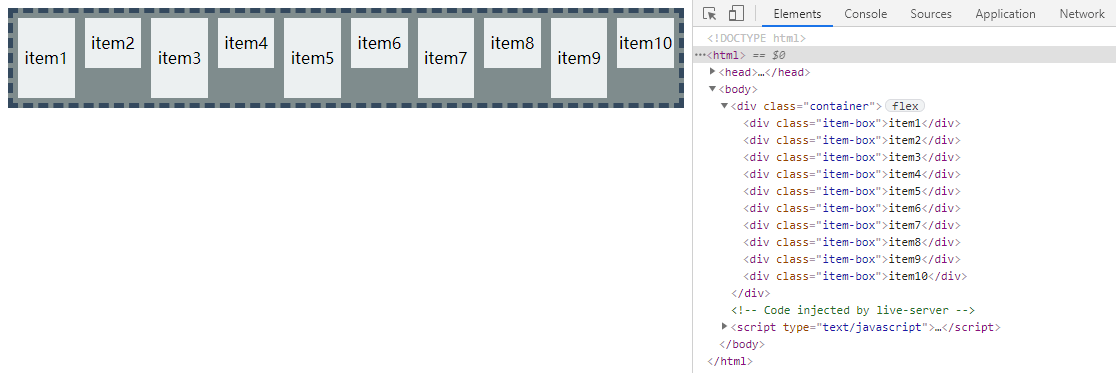 item1 item2 item3 item4 item5 item6 item7 item8 item9 item10
Elements Console Sources Application Network
<!DOCTYPE html>
…<html> == $0
<head>…</head>
<body>
<div class="container"> flex
<div class="item-box">item1</div>
<div class="item-box">item2</div>
<div class="item-box">item3</div>
<div class="item-box">item4</div>
<div class="item-box">item5</div>
<div class="item-box">item6</div>
<div class="item-box">item7</div>
<div class="item-box">item8</div>
<div class="item-box">item9</div>
<div class="item-box">item10</div>
</div>
<!-- Code injected by live-server -->
<script type="text/javascript">…</script>
</body>
</html>